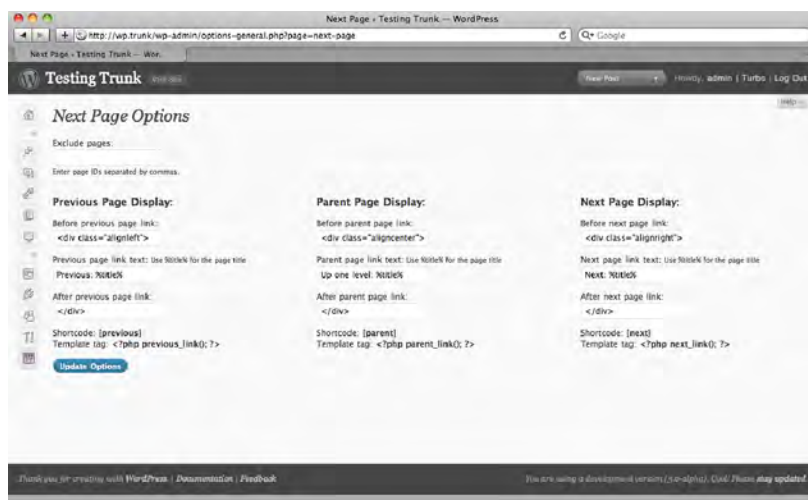 Next Page ‹ Testing Trunk — WordPress
http://wp.trunk/wp-admin/options-general.php?page=next-page
Google
Next Page ‹ Testing Trunk — Wor...
Testing Trunk
New Post
Howdy, admin | Turbo | Log Out
Help
Next Page Options
Exclude pages:
Enter page IDs separated by commas.
Previous Page Display:
Before previous page link:
<div class="alignleft">
Previous page link text: Use %title% for the page title
Previous: %title%
After previous page link:
</div>
Shortcode: [previous]
Template tag: <?php previous_link(); ?>
Parent Page Display:
Before parent page link:
<div class="aligncenter">
Parent page link text: Use %title% for the page title
Up one level: %title%
After parent page link:
</div>
Shortcode: [parent]
Template tag: <?php parent_link(); ?>
Next Page Display:
Before next page link:
<div class="alignright">
Next page link text: Use %title% for the page title
Next: %title%
After next page link:
</div>
Shortcode: [next]
Template tag: <?php next_link(); ?>
Update Options
Thank you for creating with WordPress. | Documentation | Feedback
You are using a development version (3.0-alpha). Cool! Please stay updated.